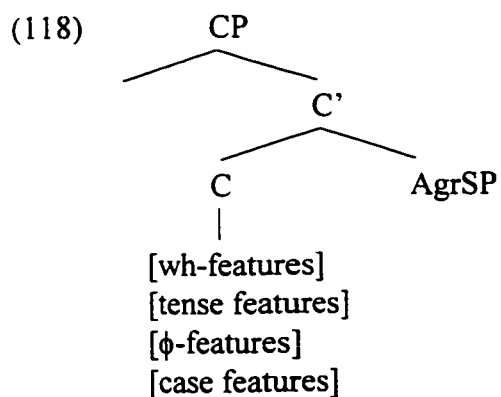 (118) CP
C’
C AgrSP
[wh-features]
[tense features]
[ϕ-features]
[case features]